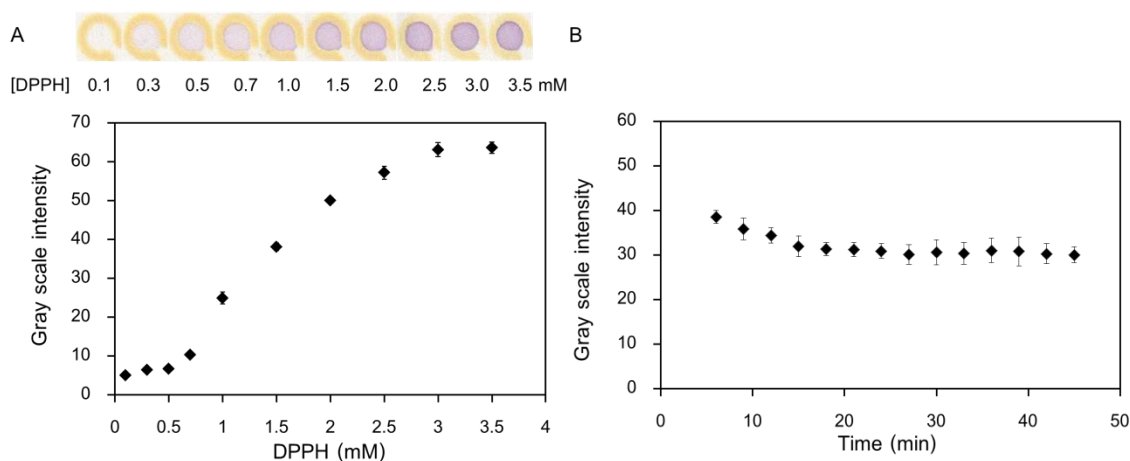 A
B
[DPPH] 0.1 0.3 0.5 0.7 1.0 1.5 2.0 2.5 3.0 3.5 mM
70
60
50
40
30
20
10
0
Gray scale intensity
0 0.5 1 1.5 2 2.5 3 3.5 4
DPPH (mM)
60
50
40
30
20
10
0
Gray scale intensity
0 10 20 30 40 50
Time (min)